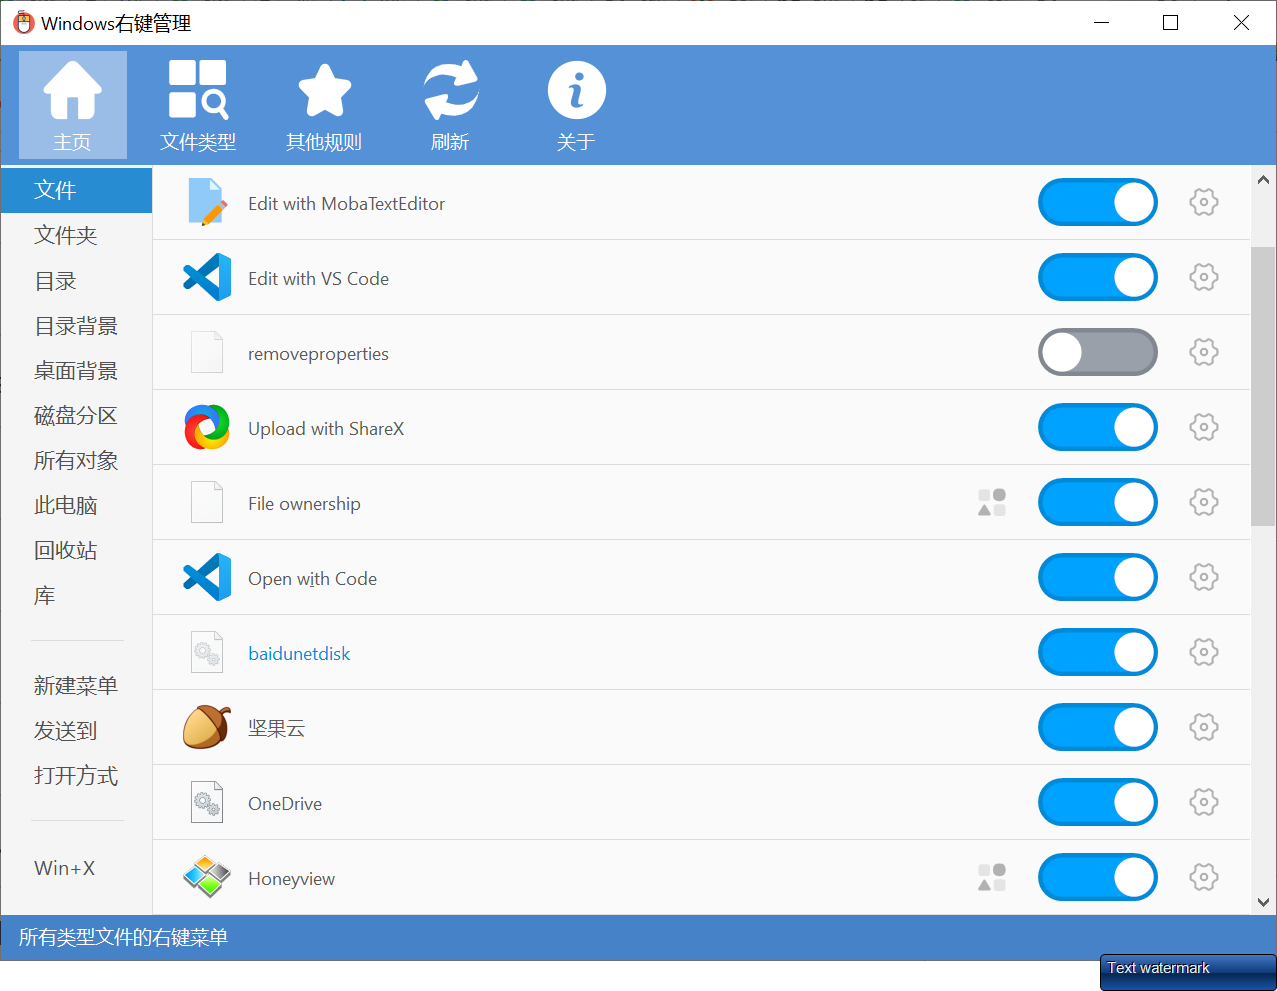 Windows右键管理
主页
文件类型
其他规则
刷新
关于
文件
文件夹
目录
目录背景
桌面背景
磁盘分区
所有对象
此电脑
回收站
库
新建菜单
发送到
打开方式
Win+X
Edit with MobaTextEditor
Edit with VS Code
removeproperties
Upload with ShareX
File ownership
Open with Code
baidunetdisk
坚果云
OneDrive
Honeyview
所有类型文件的右键菜单
Text watermark